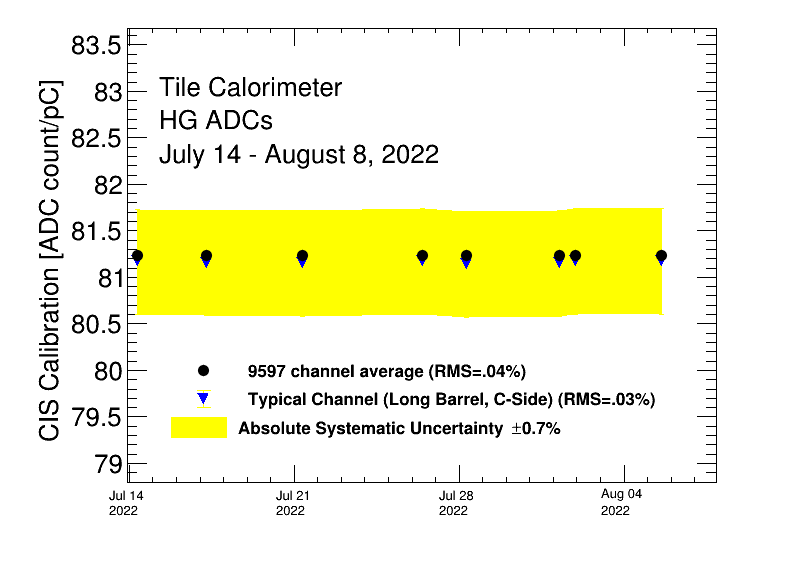 83.5
83
82.5
82
81.5
81
80.5
80
79.5
79
CIS Calibration [ADC count/pC]
Tile Calorimeter
HG ADCs
July 14 - August 8, 2022
9597 channel average (RMS=.04%)
Typical Channel (Long Barrel, C-Side) (RMS=.03%)
Absolute Systematic Uncertainty ±0.7%
Jul 14
2022
Jul 21
2022
Jul 28
2022
Aug 04
2022